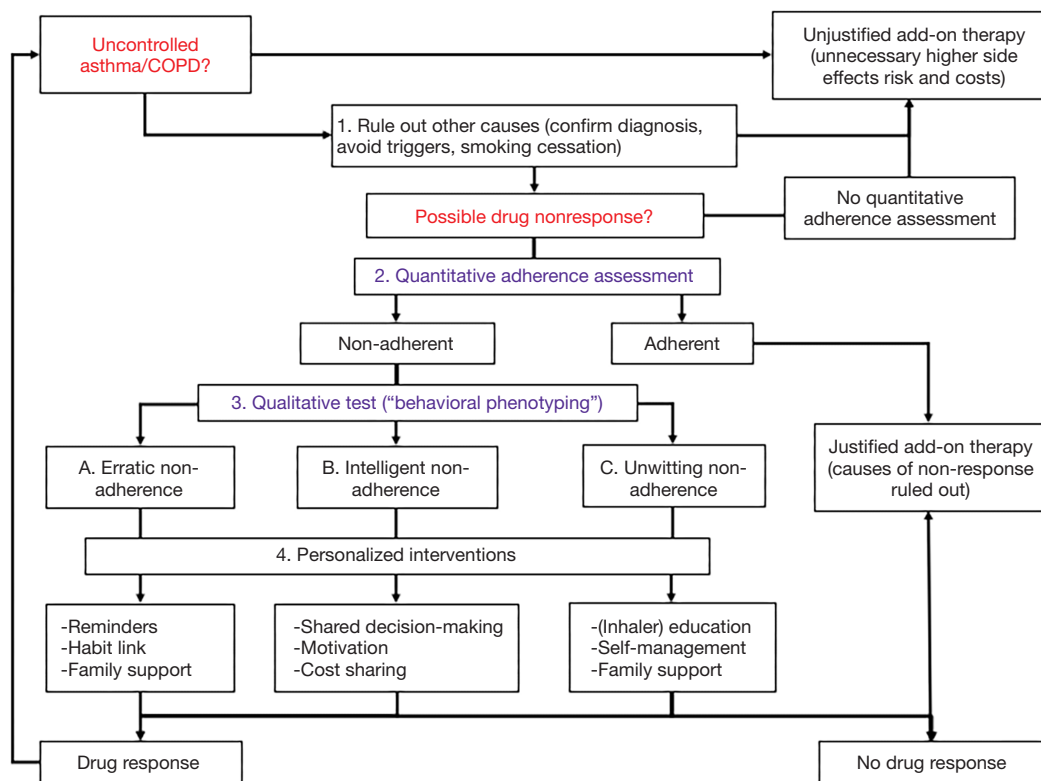 Uncontrolled
asthma/COPD?
Unjustified add-on therapy
(unnecessary higher side
effects risk and costs)
1. Rule out other causes (confirm diagnosis,
avoid triggers, smoking cessation)
Possible drug nonresponse?
No quantitative
adherence assessment
2. Quantitative adherence assessment
Non-adherent
Adherent
3. Qualitative test (“behavioral phenotyping”)
A. Erratic non-
adherence
B. Intelligent non-
adherence
C. Unwitting non-
adherence
Justified add-on therapy
(causes of non-response
ruled out)
4. Personalized interventions
-Reminders
-Habit link
-Family support
-Shared decision-making
-Motivation
-Cost sharing
-(Inhaler) education
-Self-management
-Family support
Drug response
No drug response